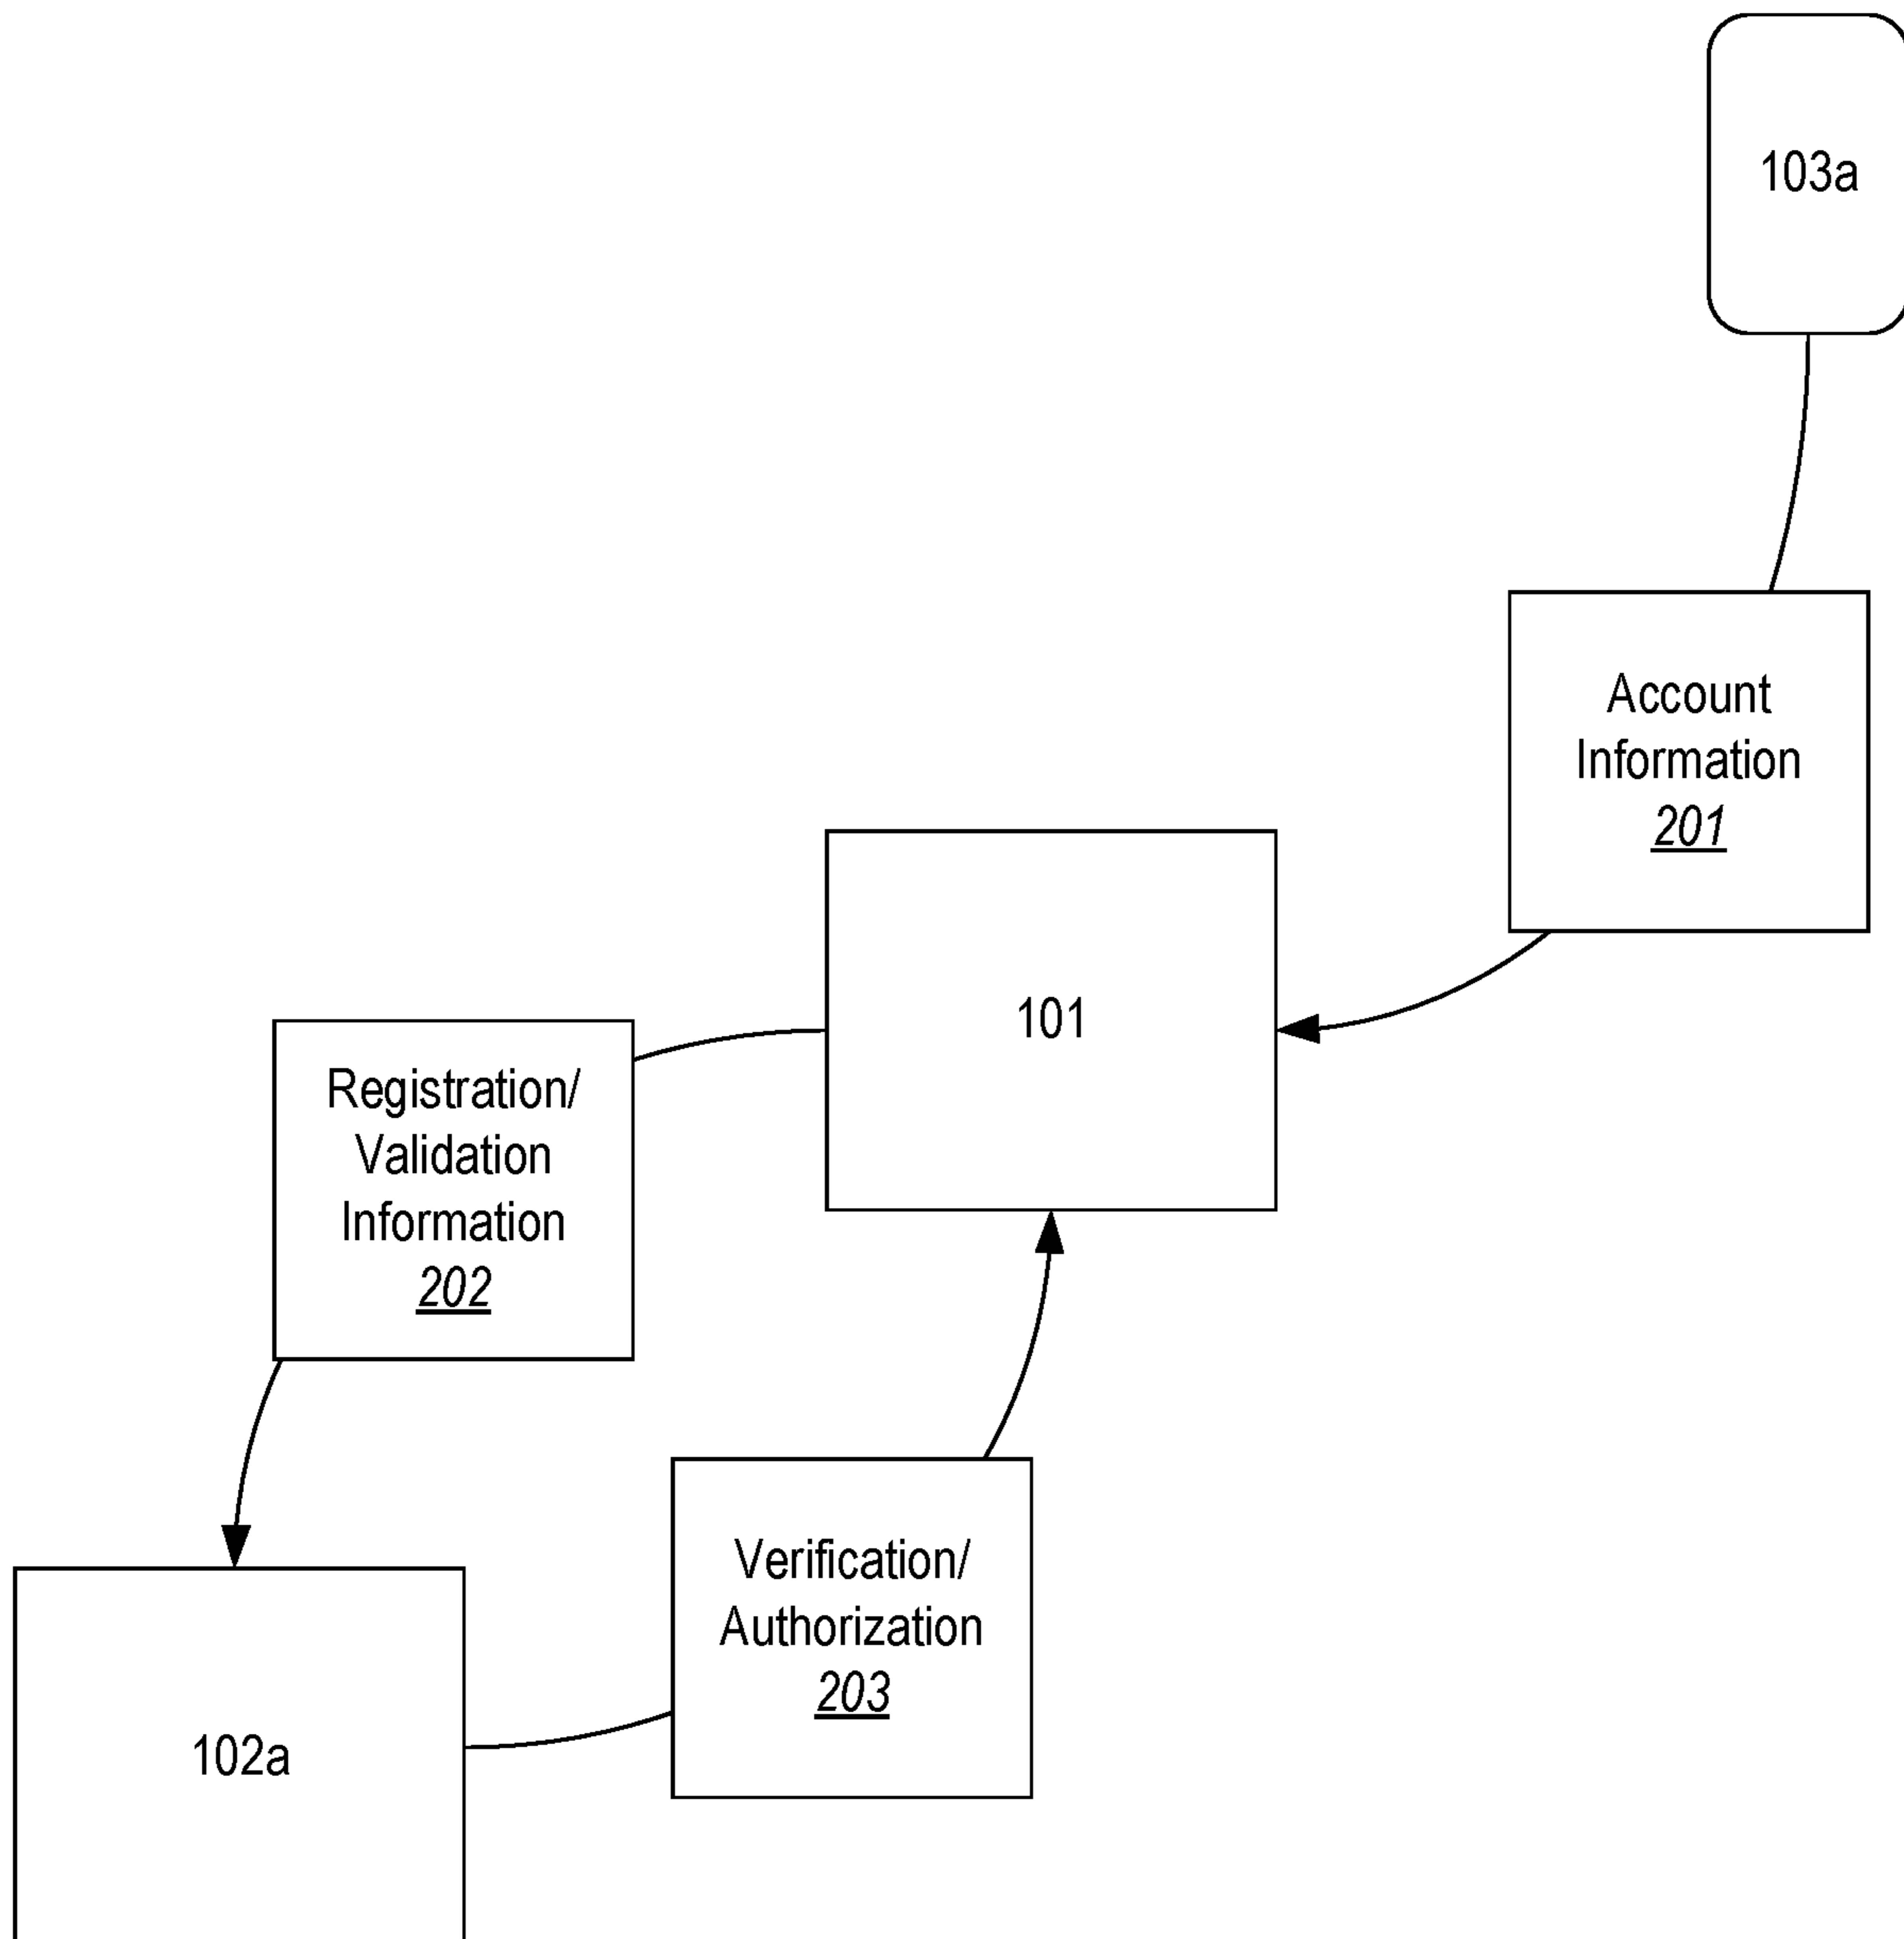 103a
Account
Information
201
101
Registration/
Validation
Information
202
Verification/
Authorization
203
102a